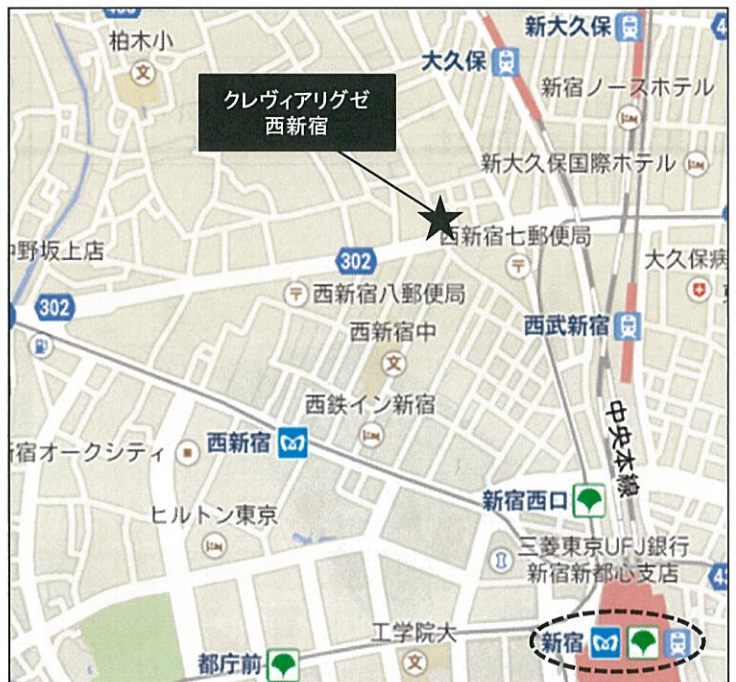 柏木小
新大久保
大久保
新宿ノースホテル
クレヴィアリグゼ
西新宿
新大久保国際ホテル
西新宿七郵便局
野坂上店
302
大久保病
302
西新宿八郵便局
西新宿中
西武新宿
西鉄イン新宿
中央本線
宿オークシティ
西新宿
新宿西口
ヒルトン東京
三菱東京UFJ銀行
新宿新都心支店
工学院大
新宿
都庁前